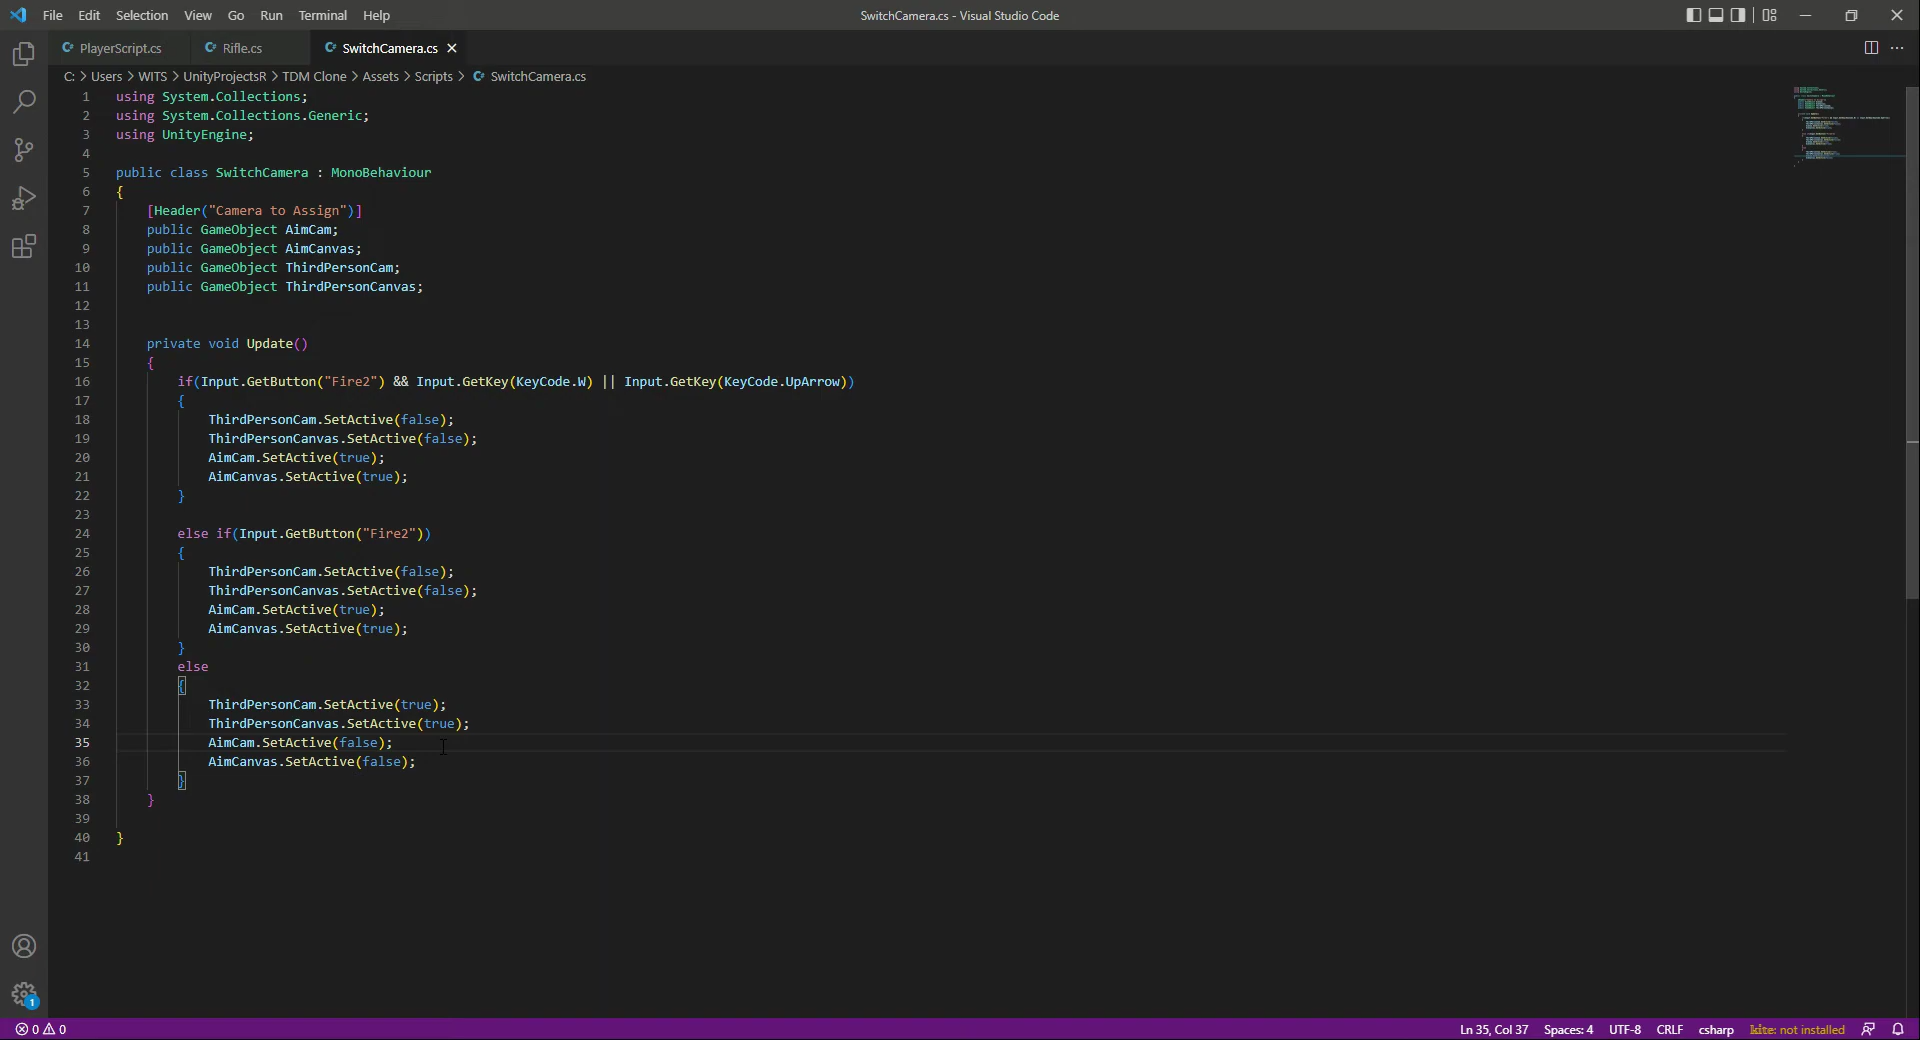 File Edit Selection View Go Run Terminal Help SwitchCamera.cs - Visual Studio Code
PlayerScript.cs Rifle.cs SwitchCamera.cs
C: > Users > WITS > UnityProjectsR > TDM Clone > Assets > Scripts > SwitchCamera.cs
1 using System.Collections;
2 using System.Collections.Generic;
3 using UnityEngine;
4
5 public class SwitchCamera : MonoBehaviour
6 {
7 [Header("Camera to Assign")]
8 public GameObject AimCam;
9 public GameObject AimCanvas;
10 public GameObject ThirdPersonCam;
11 public GameObject ThirdPersonCanvas;
12
13
14 private void Update()
15 {
16 if(Input.GetButton("Fire2") && Input.GetKey(KeyCode.W) || Input.GetKey(KeyCode.UpArrow))
17 {
18 ThirdPersonCam.SetActive(false);
19 ThirdPersonCanvas.SetActive(false);
20 AimCam.SetActive(true);
21 AimCanvas.SetActive(true);
22 }
23
24 else if(Input.GetButton("Fire2"))
25 {
26 ThirdPersonCam.SetActive(false);
27 ThirdPersonCanvas.SetActive(false);
28 AimCam.SetActive(true);
29 AimCanvas.SetActive(true);
30 }
31 else
32 {
33 ThirdPersonCam.SetActive(true);
34 ThirdPersonCanvas.SetActive(true);
35 AimCam.SetActive(false);
36 AimCanvas.SetActive(false);
37 }
38 }
39
40 }
41
1
0 0 Ln 35, Col 37 Spaces: 4 UTF-8 CRLF csharp kite: not installed